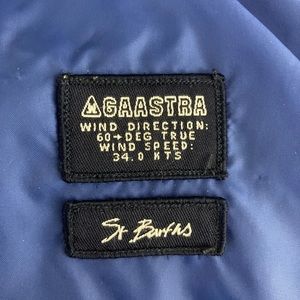 GAASTRA
WIND DIRECTION:
60→DEG TRUE
WIND SPEED:
34.0 KTS
St Barths